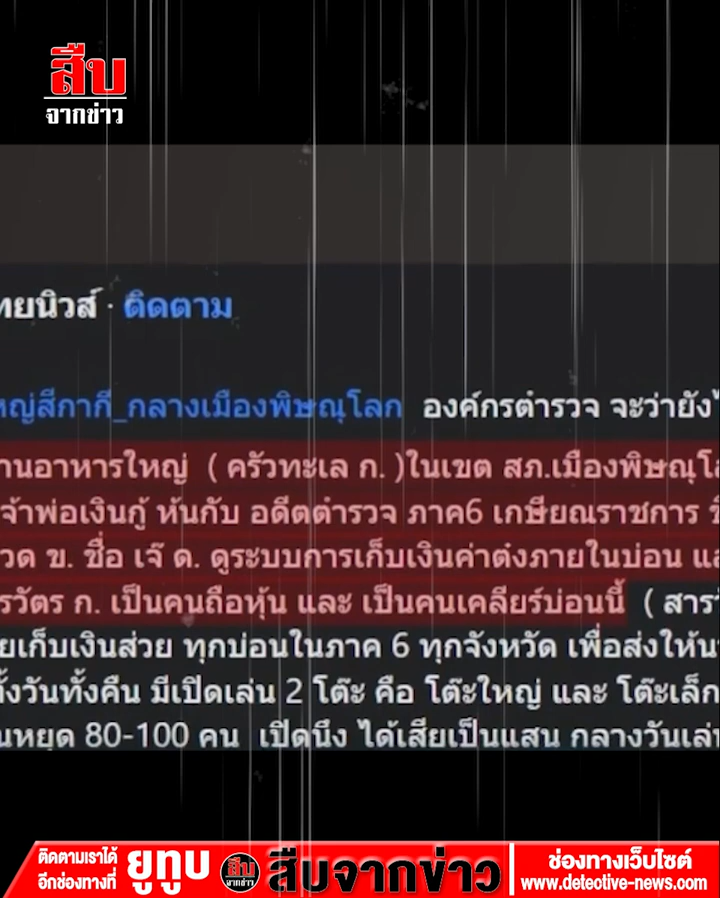 สืบ
จากข่าว
ทยนิวส์ · ติดตาม
หญ่สีกากี_กลางเมืองพิษณุโลก องค์กรตำรวจ จะว่ายังไ
านอาหารใหญ่ ( ครัวทะเล ก. )ในเขต สภ.เมืองพิษณุโล
จ้าพ่อเงินกู้ หุ้นกับ อดีตตำรวจ ภาค6 เกษียณราชการ ช
วด ข. ชื่อ เจ๊ ด. ดูระบบการเก็บเงินค่าต๋งภายในบ่อน แล
รวัตร ก. เป็นคนถือหุ้น และ เป็นคนเคลียร์บ่อนนี้ ( สารว
ยเก็บเงินส่วย ทุกบ่อนในภาค 6 ทุกจังหวัด เพื่อส่งให้น
ั้งวันทั้งคืน มีเปิดเล่น 2 โต๊ะ คือ โต๊ะใหญ่ และ โต๊ะเล็ก
นหยุด 80-100 คน เปิดนึง ได้เสียเป็นแสน กลางวันเล่น
ติดตามเราได้
อีกช่องทางที่
ยูทูบ
สืบ
จากข่าว
สืบจากข่าว
ช่องทางเว็บไซต์
www.detective-news.com